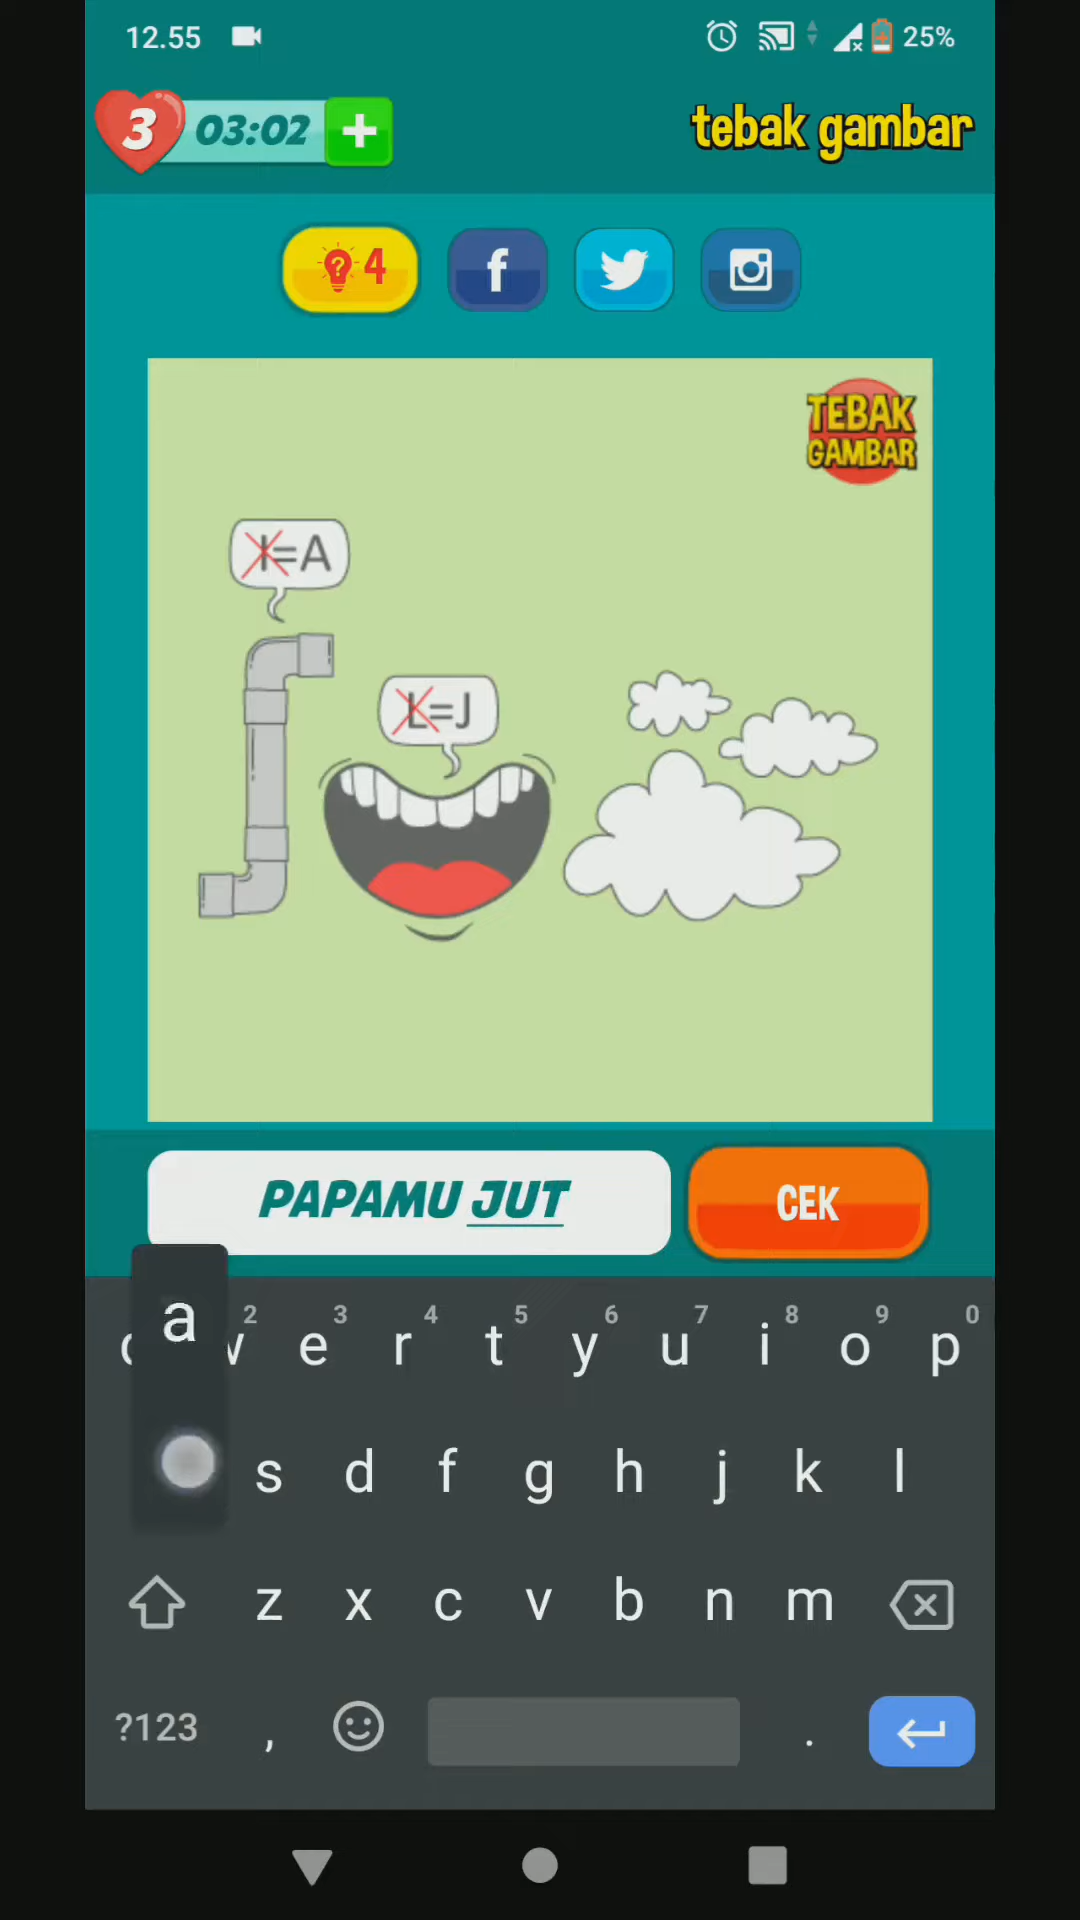 12.55 25%
3 03:02 + tebak gambar
? 4 f
TEBAK
GAMBAR
I=A
L=J
PAPAMU JUT CEK
a
2 3 4 5 6 7 8 9 0
e r t y u i o p
s d f g h j k l
z x c v b n m
?123 , .